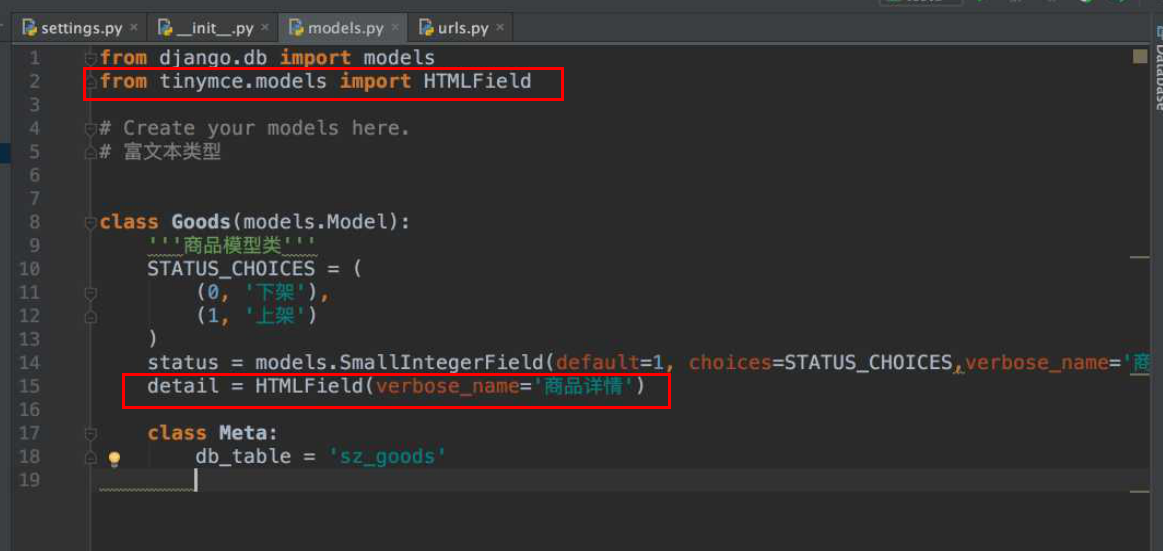 settings.py
__init__.py
models.py
urls.py
1 from django.db import models
2 from tinymce.models import HTMLField
3
4 # Create your models here.
5 # 富文本类型
6
7
8 class Goods(models.Model):
9 '''商品模型类'''
10 STATUS_CHOICES = (
11 (0, '下架'),
12 (1, '上架')
13 )
14 status = models.SmallIntegerField(default=1, choices=STATUS_CHOICES,verbose_name='商
15 detail = HTMLField(verbose_name='商品详情')
16
17 class Meta:
18 db_table = 'sz_goods'
19
Database